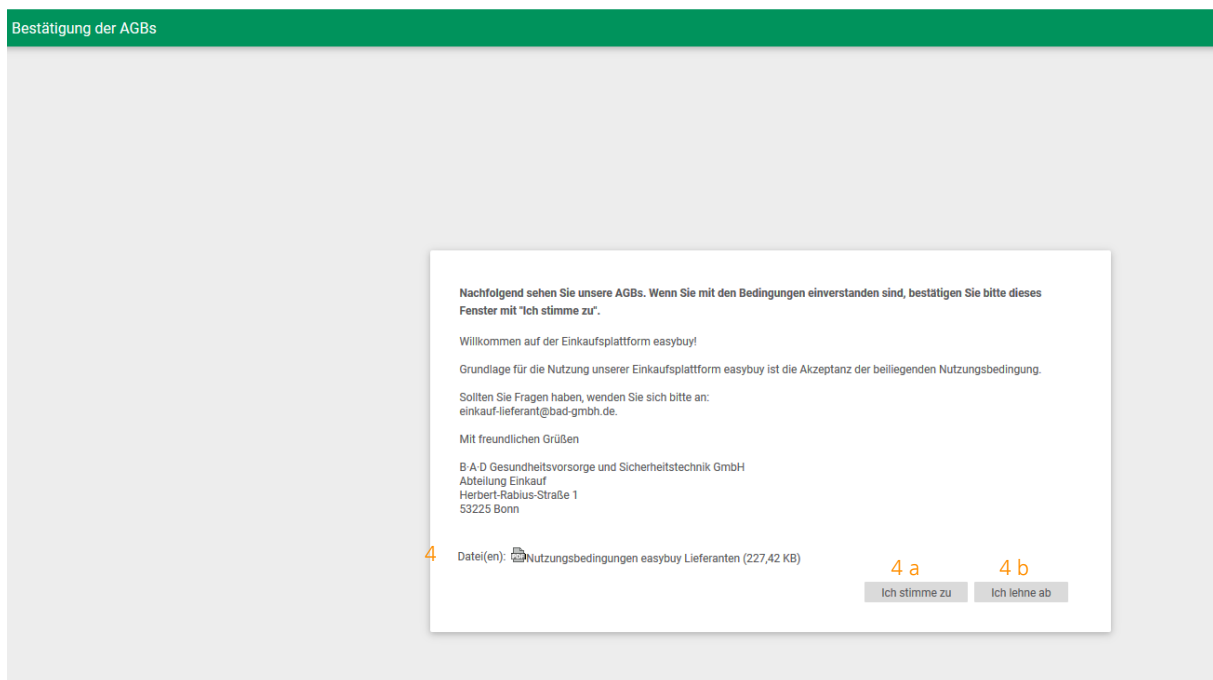 Bestätigung der AGBs
Nachfolgend sehen Sie unsere AGBs. Wenn Sie mit den Bedingungen einverstanden sind, bestätigen Sie bitte dieses
Fenster mit "Ich stimme zu".
Willkommen auf der Einkaufsplattform easybuy!
Grundlage für die Nutzung unserer Einkaufsplattform easybuy ist die Akzeptanz der beiliegenden Nutzungsbedingung.
Sollten Sie Fragen haben, wenden Sie sich bitte an:
einkauf-lieferant@bad-gmbh.de.
Mit freundlichen Grüßen
B·A·D Gesundheitsvorsorge und Sicherheitstechnik GmbH
Abteilung Einkauf
Herbert-Rabius-Straße 1
53225 Bonn
4 Datei(en): Nutzungsbedingungen easybuy Lieferanten (227,42 KB)
4 a 4 b
Ich stimme zu Ich lehne ab